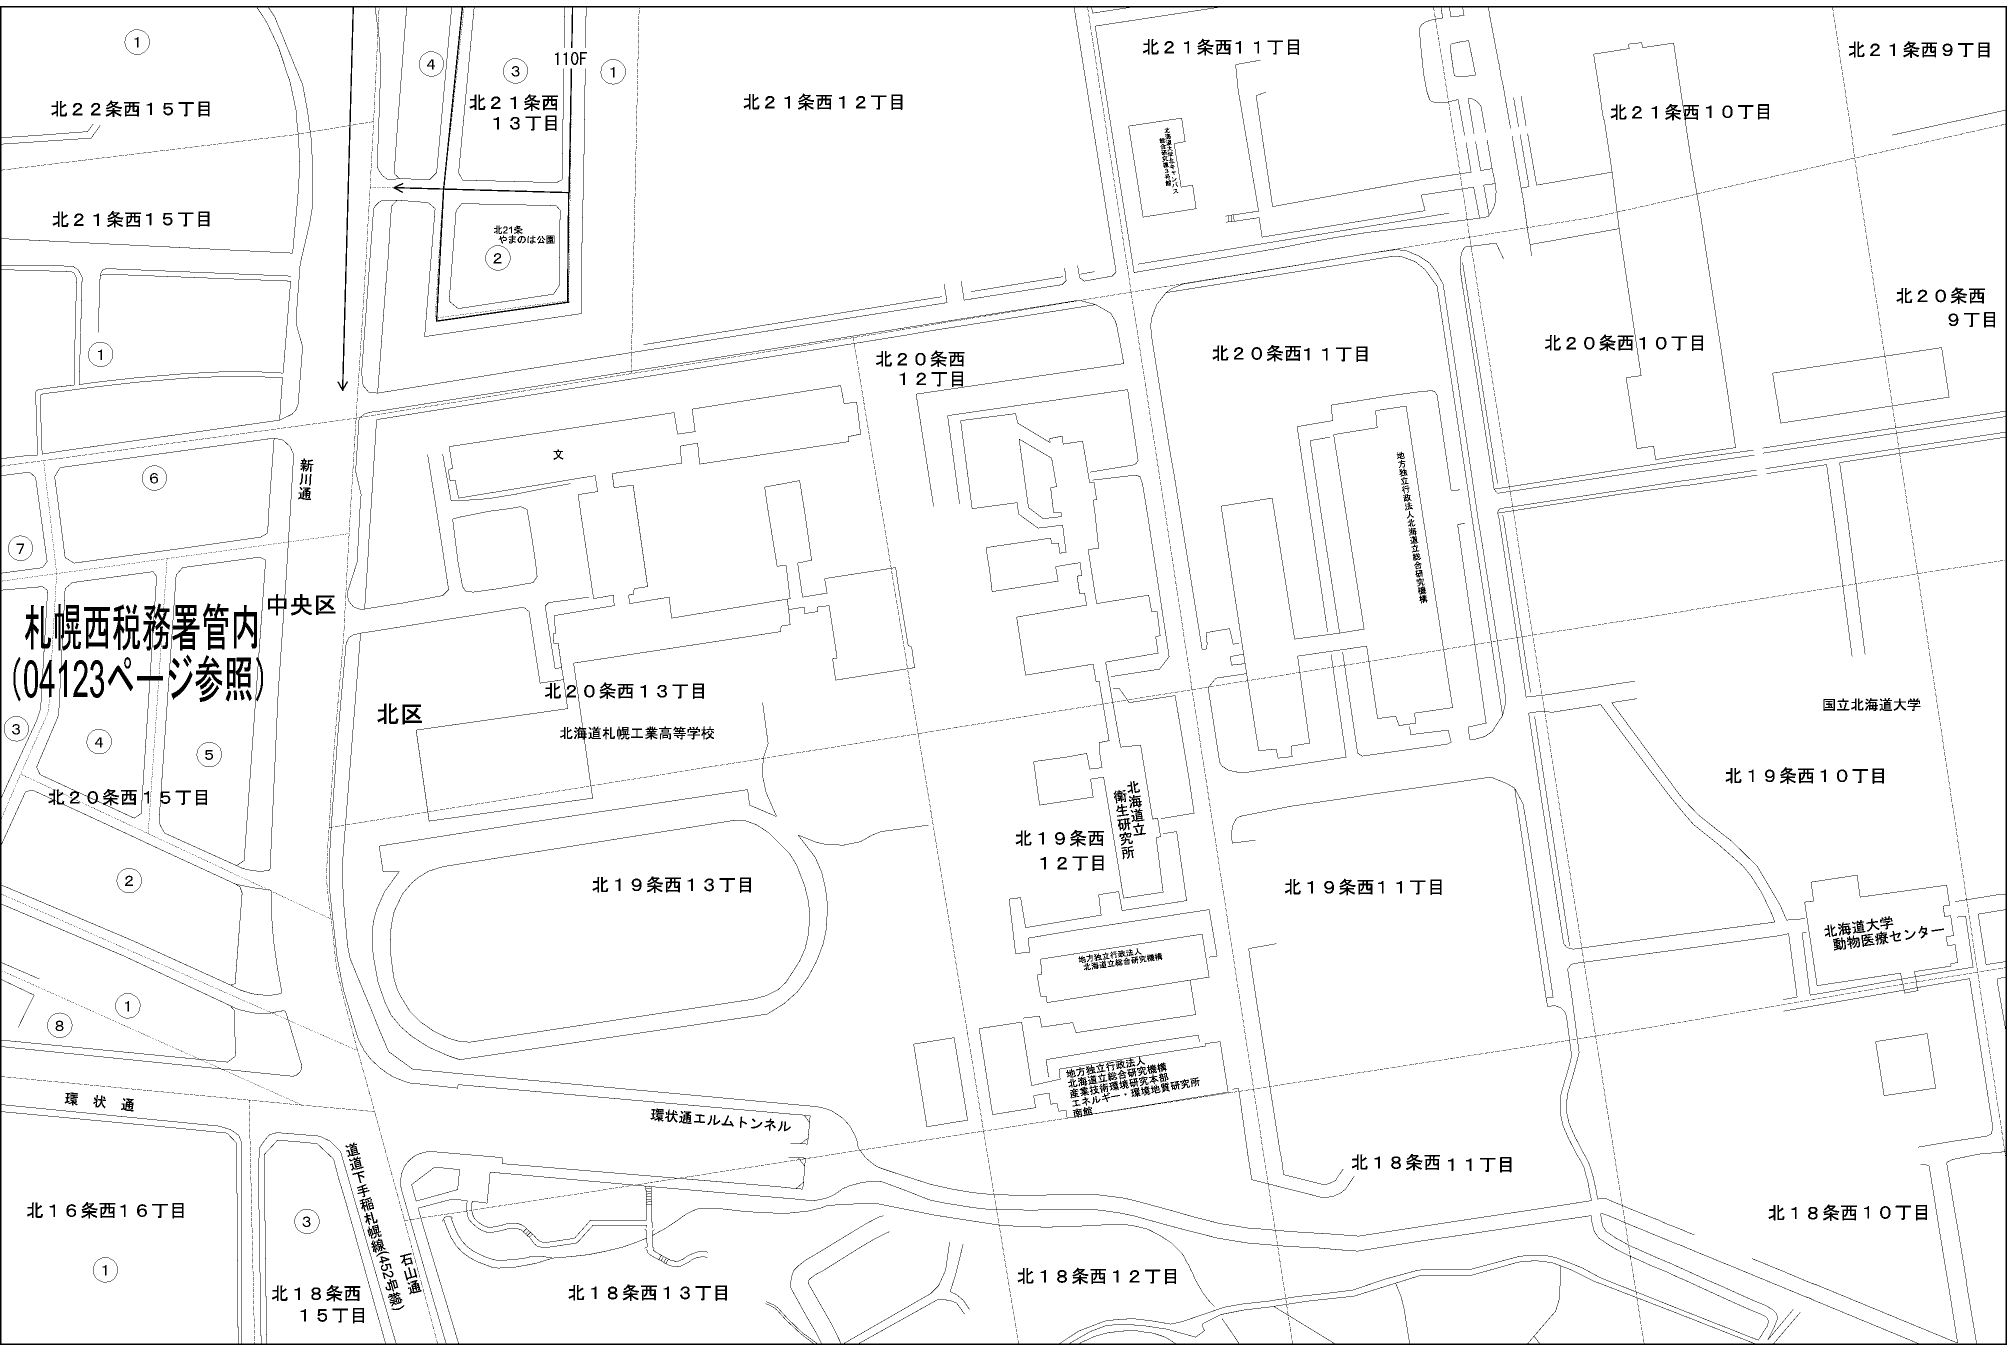 ①
北２２条西１５丁目
④
③
110F
①
北２１条西
１３丁目
北２１条西１２丁目
北２１条西１１丁目
北２１条西１０丁目
北２１条西９丁目
北海道大学北キャンパス
総合研究棟３号館
北２１条西１５丁目
北21条
やまのは公園
②
①
北２０条西
１２丁目
北２０条西１１丁目
北２０条西１０丁目
北２０条西
９丁目
文
新川通
⑥
⑦
地方独立行政法人北海道立総合研究機構
中央区
札幌西税務署管内
(04123ページ参照)
北２０条西１３丁目
北区
北海道札幌工業高等学校
③
④
⑤
北２０条西１５丁目
国立北海道大学
北１９条西１０丁目
北海道立
衛生研究所
北１９条西
１２丁目
②
北１９条西１３丁目
北１９条西１１丁目
北海道大学
動物医療センター
地方独立行政法人
北海道立総合研究機構
①
⑧
地方独立行政法人
北海道立総合研究機構
産業技術環境研究本部
エネルギー・環境地質研究所
南館
環状通
環状通エルムトンネル
道道下手稲札幌線(452号線)
石山通
北１８条西１１丁目
北１６条西１６丁目
③
北１８条西１０丁目
①
北１８条西
１５丁目
北１８条西１３丁目
北１８条西１２丁目